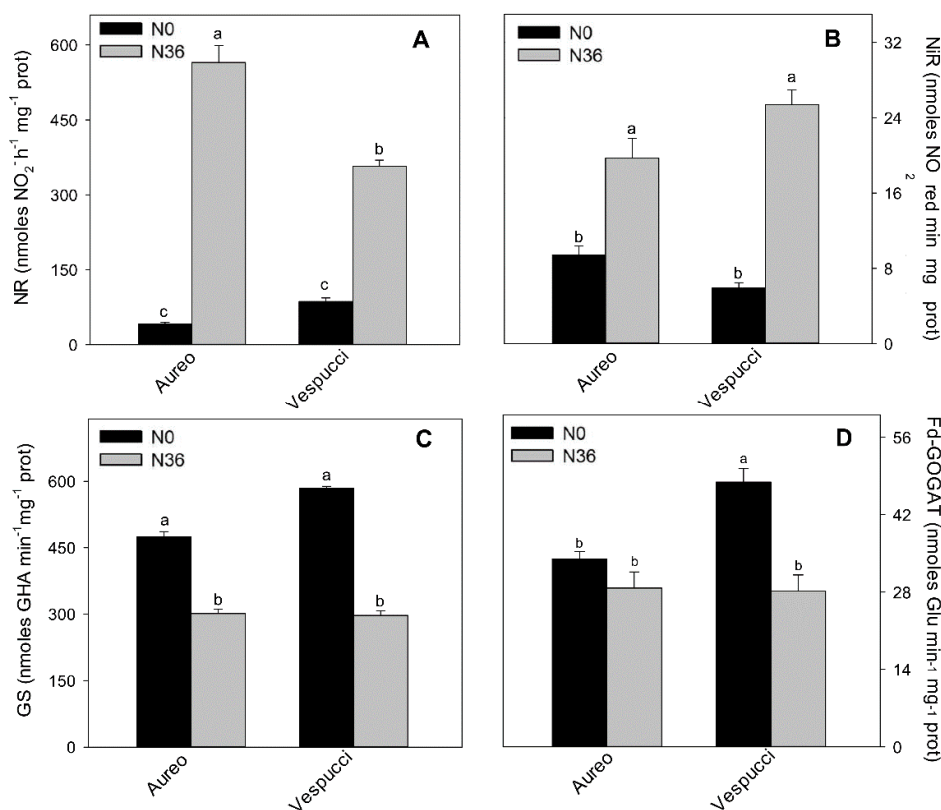 N0
N36
A
NR (nmoles NO2- h-1 mg-1 prot)
600
450
300
150
0
a
b
c
c
Aureo
Vespucci
N0
N36
B
NiR (nmoles NO2 red min mg prot)
32
24
16
8
0
b
a
b
a
Aureo
Vespucci
N0
N36
C
GS (nmoles GHA min-1mg-1 prot)
600
450
300
150
0
a
b
a
b
Aureo
Vespucci
N0
N36
D
Fd-GOGAT (nmoles Glu min-1 mg-1 prot)
56
42
28
14
0
b
b
a
b
Aureo
Vespucci